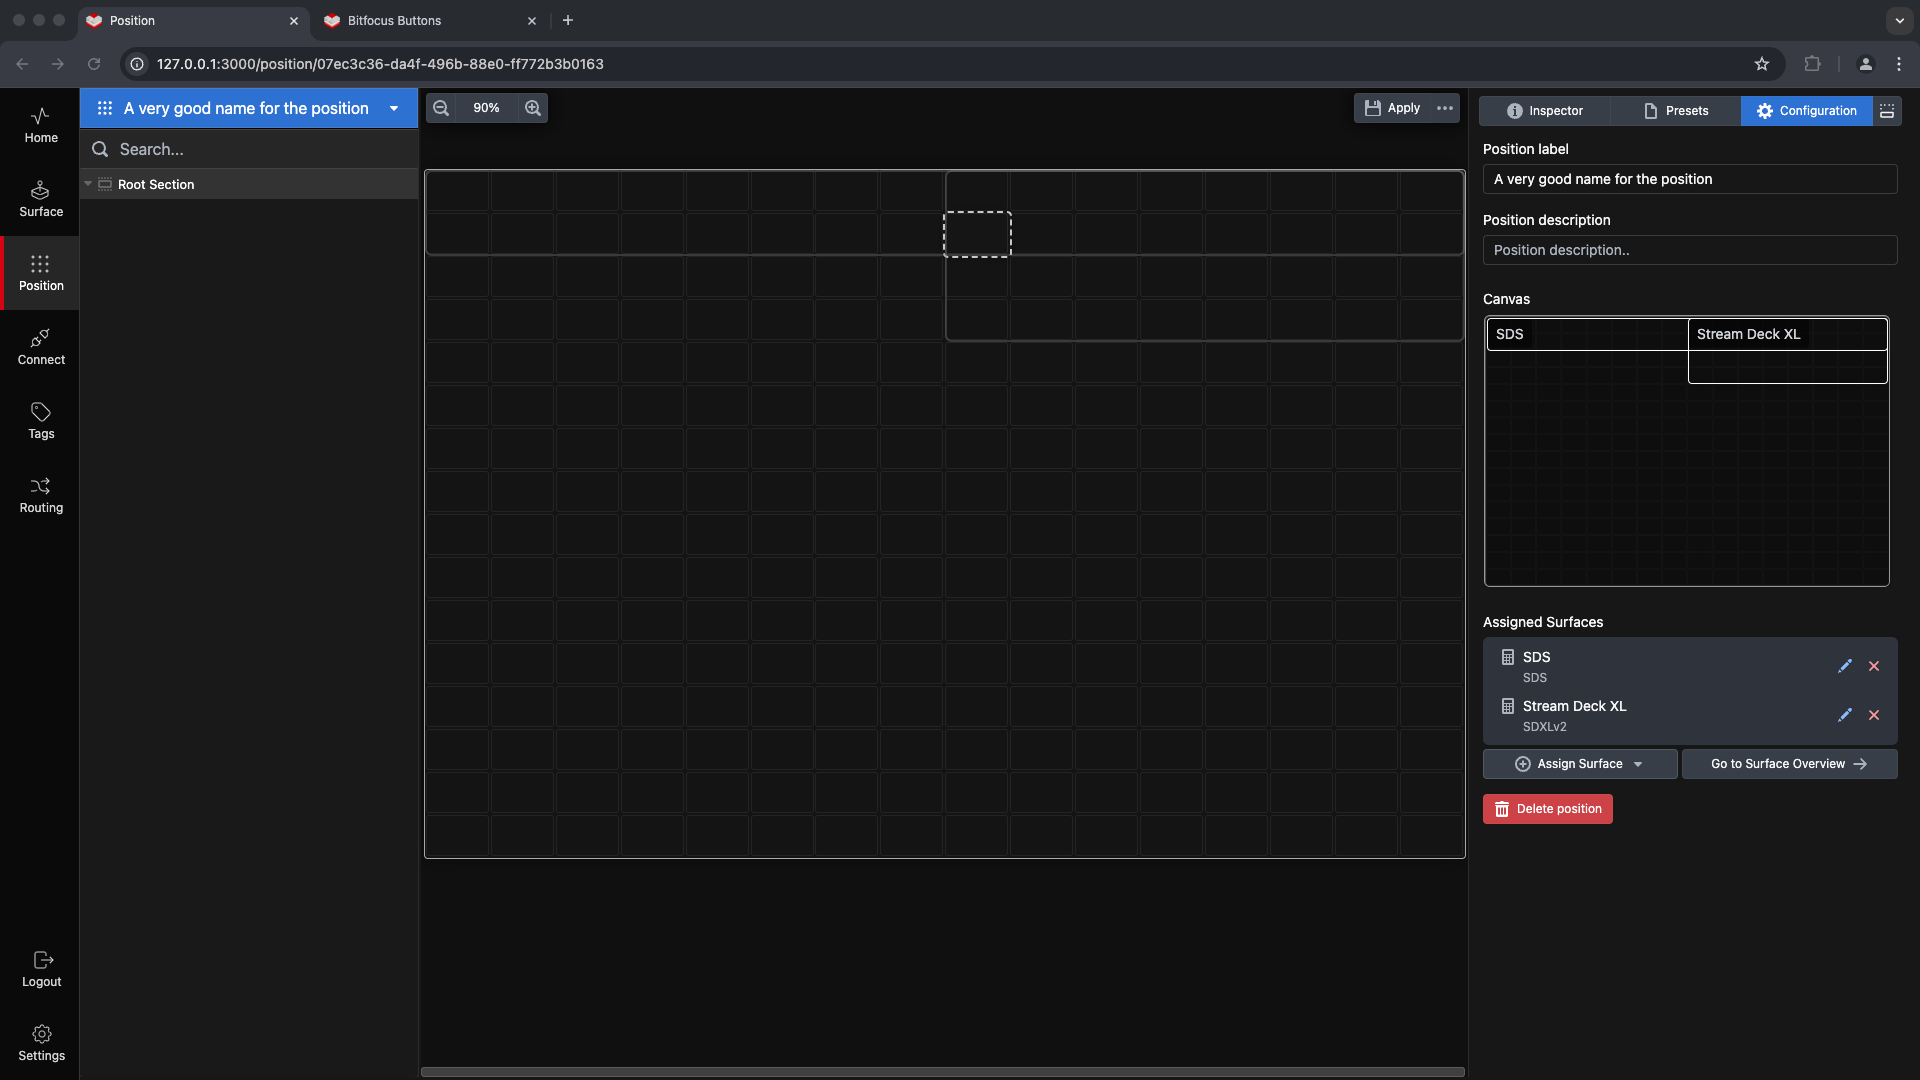 Position
Bitfocus Buttons
127.0.0.1:3000/position/07ec3c36-da4f-496b-88e0-ff772b3b0163
Home
Surface
Position
Connect
Tags
Routing
Logout
Settings
A very good name for the position
Search...
Root Section
90%
Apply
Inspector
Presets
Configuration
Position label
A very good name for the position
Position description
Position description..
Canvas
SDS
Stream Deck XL
Assigned Surfaces
SDS
SDS
Stream Deck XL
SDXLv2
Assign Surface
Go to Surface Overview
Delete position